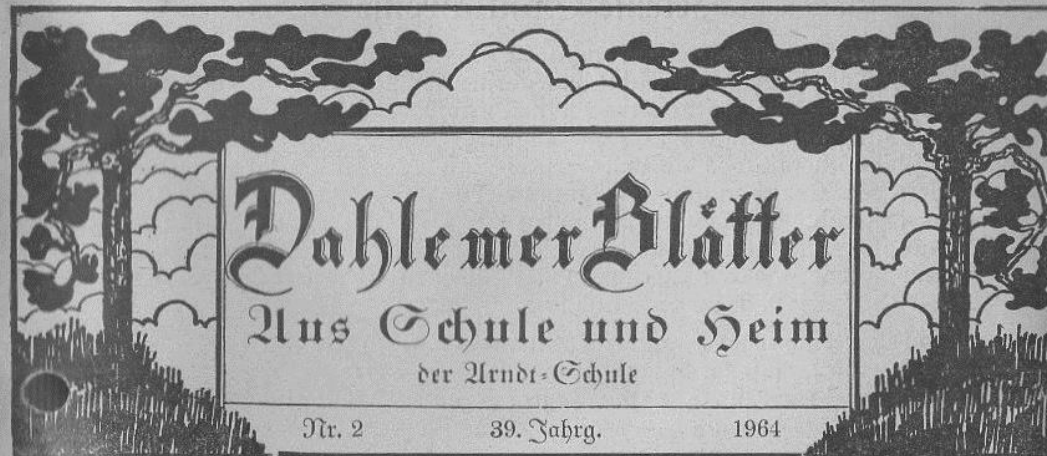 Dahlemer Blätter
Aus Schule und Heim
der Arndt-Schule
Nr. 2 39. Jahrg. 1964